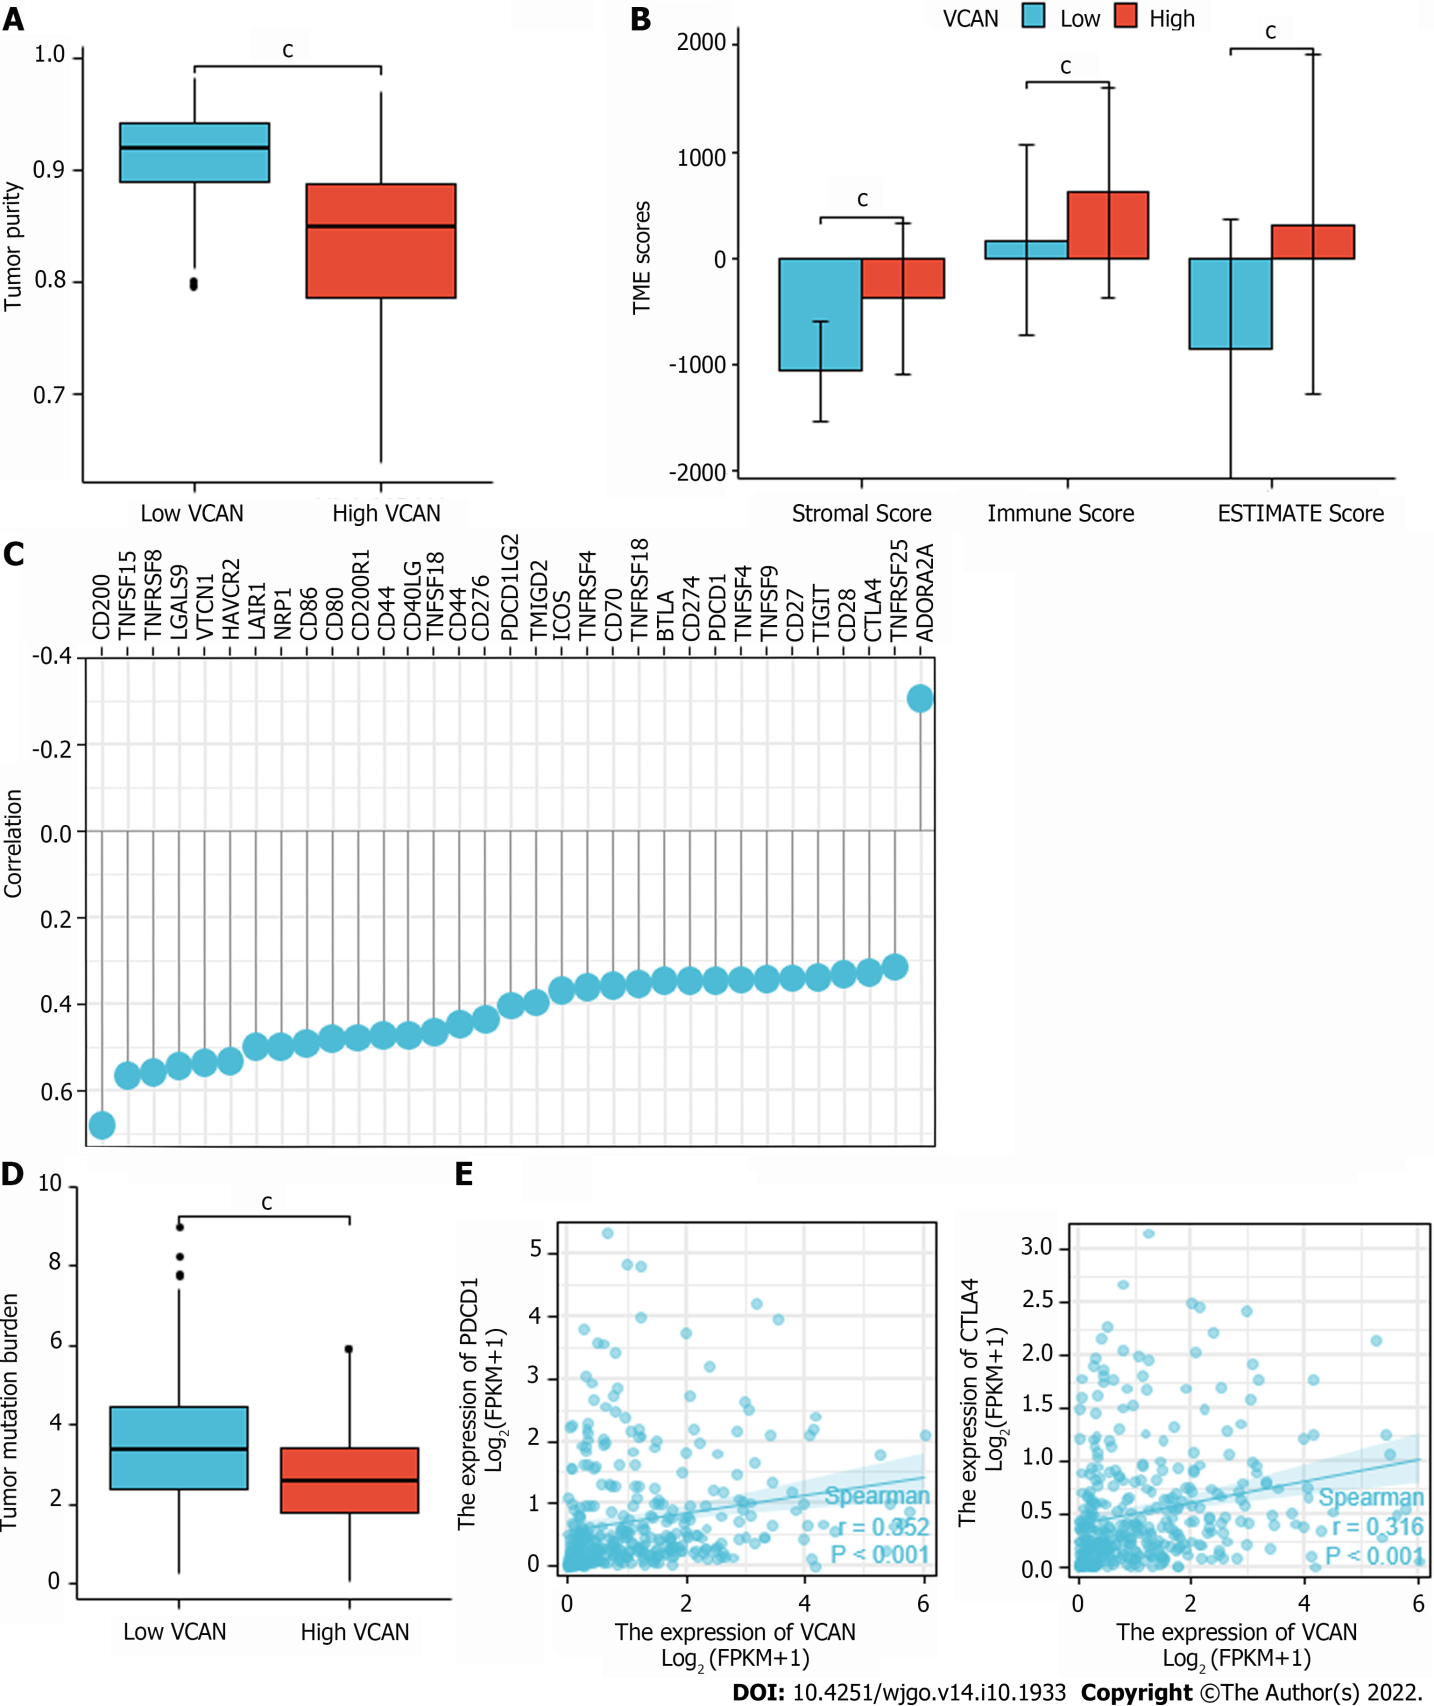 A
c
1.0
0.9
0.8
0.7
Tumor purity
Low VCAN
High VCAN
B
VCAN Low High
c
c
c
2000
1000
0
-1000
-2000
TME scores
Stromal Score
Immune Score
ESTIMATE Score
C
CD200
TNFSF15
TNFRSF8
LGALS9
VTCN1
HAVCR2
LAIR1
NRP1
CD86
CD80
CD200R1
CD44
CD40LG
TNFSF18
CD44
CD276
PDCD1LG2
TMIGD2
ICOS
TNFRSF4
CD70
TNFRSF18
BTLA
CD274
PDCD1
TNFSF4
TNFSF9
CD27
TIGIT
CD28
CTLA4
TNFRSF25
ADORA2A
-0.4
-0.2
0.0
0.2
0.4
0.6
Correlation
D
c
10
8
6
4
2
0
Tumor mutation burden
Low VCAN
High VCAN
E
5
4
3
2
1
0
The expression of PDCD1
Log2(FPKM+1)
Spearman
r = 0.352
P < 0.001
0 2 4 6
The expression of VCAN
Log2 (FPKM+1)
3.0
2.5
2.0
1.5
1.0
0.5
0.0
The expression of CTLA4
Log2(FPKM+1)
Spearman
r = 0.316
P < 0.001
0 2 4 6
The expression of VCAN
Log2 (FPKM+1)
DOI: 10.4251/wjgo.v14.i10.1933 Copyright ©The Author(s) 2022.